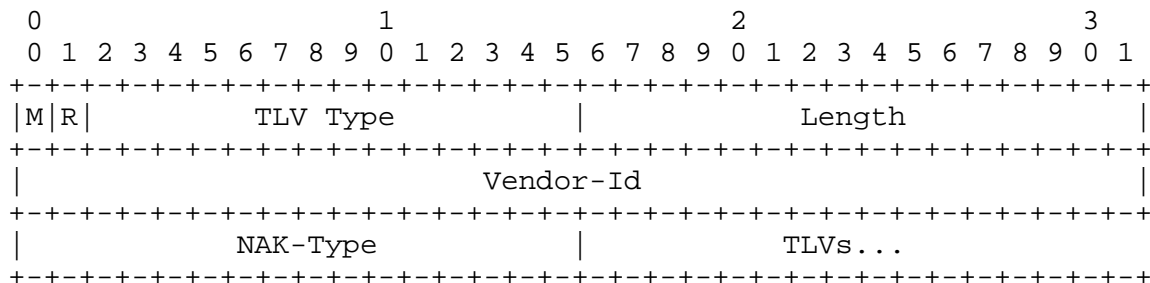 0                   1                   2                   3
 0 1 2 3 4 5 6 7 8 9 0 1 2 3 4 5 6 7 8 9 0 1 2 3 4 5 6 7 8 9 0 1
+-+-+-+-+-+-+-+-+-+-+-+-+-+-+-+-+-+-+-+-+-+-+-+-+-+-+-+-+-+-+-+-+
|M|R|         TLV Type          |            Length             |
+-+-+-+-+-+-+-+-+-+-+-+-+-+-+-+-+-+-+-+-+-+-+-+-+-+-+-+-+-+-+-+-+
|                          Vendor-Id                            |
+-+-+-+-+-+-+-+-+-+-+-+-+-+-+-+-+-+-+-+-+-+-+-+-+-+-+-+-+-+-+-+-+
|            NAK-Type           |           TLVs...
+-+-+-+-+-+-+-+-+-+-+-+-+-+-+-+-+-+-+-+-+-+-+-+-+-+-+-+-+-+-+-+-+